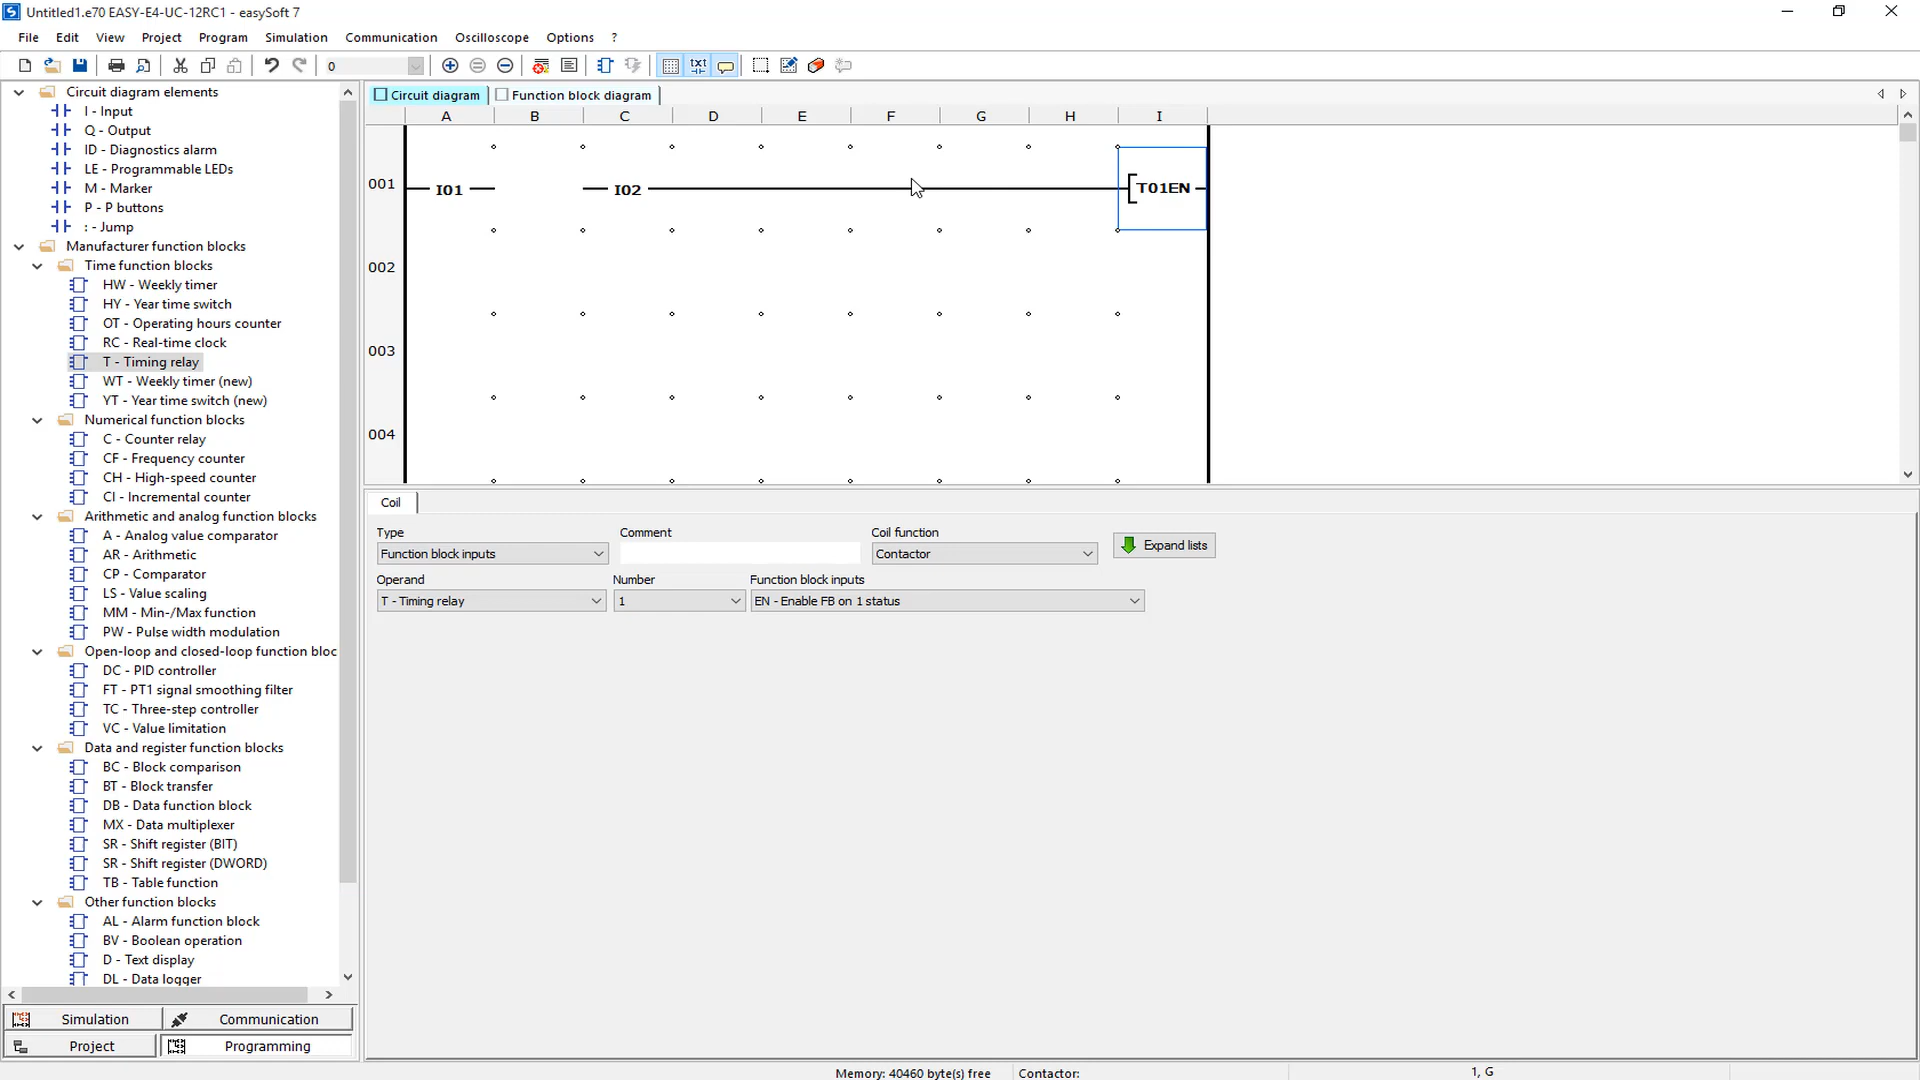 Untitled1.e70 EASY-E4-UC-12RC1 - easySoft 7
File Edit View Project Program Simulation Communication Oscilloscope Options ?
0
txt
Circuit diagram elements
I - Input
Q - Output
ID - Diagnostics alarm
LE - Programmable LEDs
M - Marker
P - P buttons
: - Jump
Manufacturer function blocks
Time function blocks
HW - Weekly timer
HY - Year time switch
OT - Operating hours counter
RC - Real-time clock
T - Timing relay
WT - Weekly timer (new)
YT - Year time switch (new)
Numerical function blocks
C - Counter relay
CF - Frequency counter
CH - High-speed counter
CI - Incremental counter
Arithmetic and analog function blocks
A - Analog value comparator
AR - Arithmetic
CP - Comparator
LS - Value scaling
MM - Min-/Max function
PW - Pulse width modulation
Open-loop and closed-loop function bloc
DC - PID controller
FT - PT1 signal smoothing filter
TC - Three-step controller
VC - Value limitation
Data and register function blocks
BC - Block comparison
BT - Block transfer
DB - Data function block
MX - Data multiplexer
SR - Shift register (BIT)
SR - Shift register (DWORD)
TB - Table function
Other function blocks
AL - Alarm function block
BV - Boolean operation
D - Text display
DL - Data logger
Simulation Communication
Project Programming
Circuit diagram Function block diagram
A B C D E F G H I
001 I01 I02 T01EN
002
003
004
Coil
Type Comment Coil function
Function block inputs Contactor Expand lists
Operand Number Function block inputs
T - Timing relay 1 EN - Enable FB on 1 status
Memory: 40460 byte(s) free Contactor: 1, G